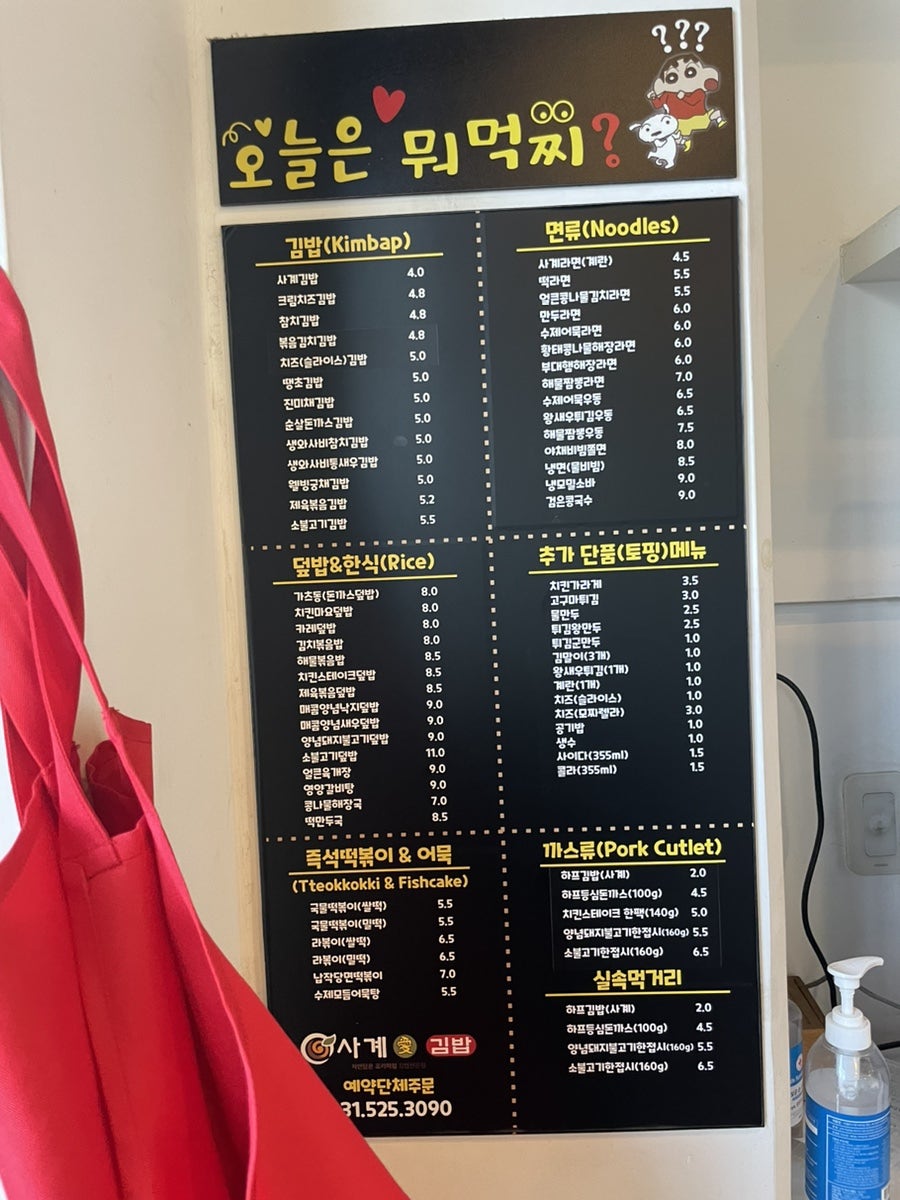 ???
오늘은 뭐먹찌?
김밥(Kimbap)
사계김밥 4.0
크림치즈김밥 4.8
참치김밥 4.8
볶음김치김밥 4.8
치즈(슬라이스)김밥 5.0
땡초김밥 5.0
진미채김밥 5.0
순살돈까스김밥 5.0
생와사비참치김밥 5.0
생와사비통새우김밥 5.0
웰빙궁채김밥 5.0
제육볶음김밥 5.2
소불고기김밥 5.5
면류(Noodles)
사계라면(계란) 4.5
떡라면 5.5
얼큰콩나물김치라면 5.5
만두라면 6.0
수제어묵라면 6.0
황태콩나물해장라면 6.0
부대햄해장라면 6.0
해물짬뽕라면 7.0
수제어묵우동 6.5
왕새우튀김우동 6.5
해물짬뽕우동 7.5
야채비빔쫄면 8.0
냉면(물비빔) 8.5
냉모밀소바 9.0
검은콩국수 9.0
덮밥&한식(Rice)
가츠동(돈까스덮밥) 8.0
치킨마요덮밥 8.0
카레덮밥 8.0
김치볶음밥 8.0
해물볶음밥 8.5
치킨스테이크덮밥 8.5
제육볶음덮밥 8.5
매콤양념낙지덮밥 9.0
매콤양념새우덮밥 9.0
양념돼지불고기덮밥 9.0
소불고기덮밥 11.0
얼큰육개장 9.0
영양갈비탕 9.0
콩나물해장국 7.0
떡만두국 8.5
추가 단품(토핑)메뉴
치킨가라게 3.5
고구마튀김 3.0
물만두 2.5
튀김왕만두 2.5
튀김군만두 1.0
김말이(3개) 1.0
왕새우튀김(1개) 1.0
계란(1개) 1.0
치즈(슬라이스) 1.0
치즈(모찌렐라) 3.0
공기밥 1.0
생수 1.0
사이다(355ml) 1.5
콜라(355ml) 1.5
즉석떡볶이 & 어묵
(Tteokkokki & Fishcake)
국물떡볶이(쌀떡) 5.5
국물떡볶이(밀떡) 5.5
라볶이(쌀떡) 6.5
라볶이(밀떡) 6.5
납작당면떡볶이 7.0
수제모듬어묵탕 5.5
까스류(Pork Cutlet)
하프김밥(사계) 2.0
하프등심돈까스(100g) 4.5
치킨스테이크 한팩(140g) 5.0
양념돼지불고기한접시(160g) 5.5
소불고기한접시(160g) 6.5
실속먹거리
하프김밥(사계) 2.0
하프등심돈까스(100g) 4.5
양념돼지불고기한접시(160g) 5.5
소불고기한접시(160g) 6.5
사계 김밥
예약단체주문
31.525.3090